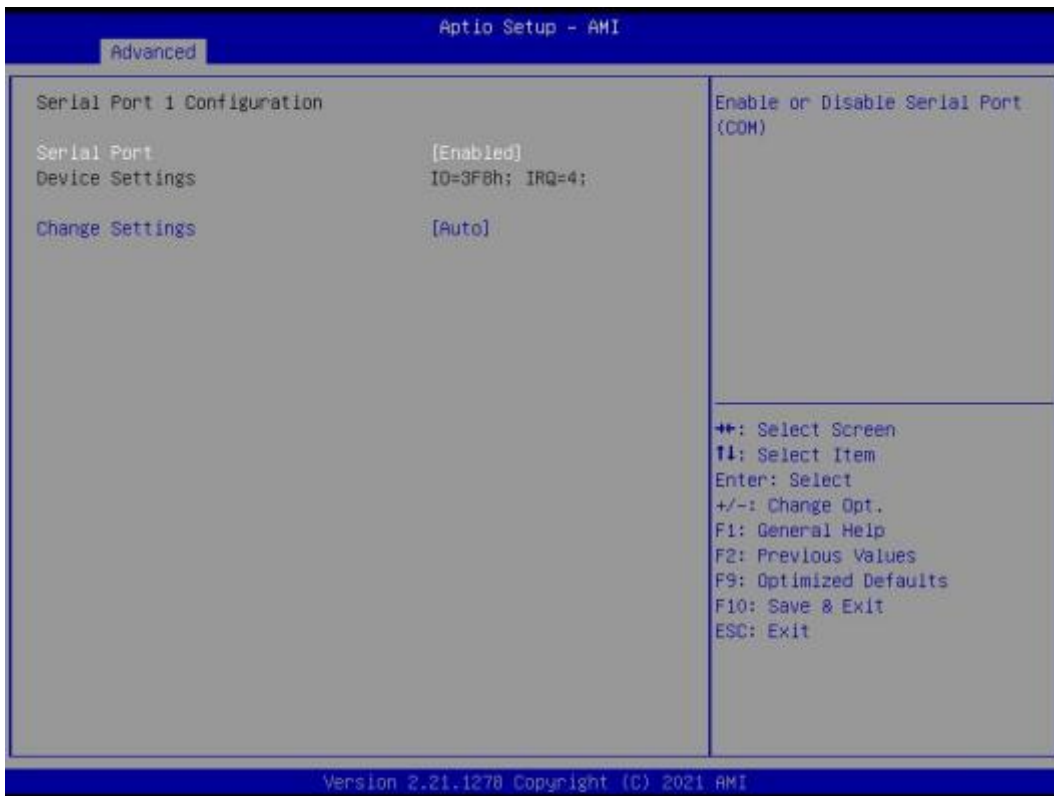 Aptio Setup – AMI
Advanced
Serial Port 1 Configuration
Serial Port [Enabled]
Device Settings IO=3F8h; IRQ=4;
Change Settings [Auto]
Enable or Disable Serial Port
(COM)
→←: Select Screen
↑↓: Select Item
Enter: Select
+/-: Change Opt.
F1: General Help
F2: Previous Values
F9: Optimized Defaults
F10: Save & Exit
ESC: Exit
Version 2.21.1278 Copyright (C) 2021 AMI